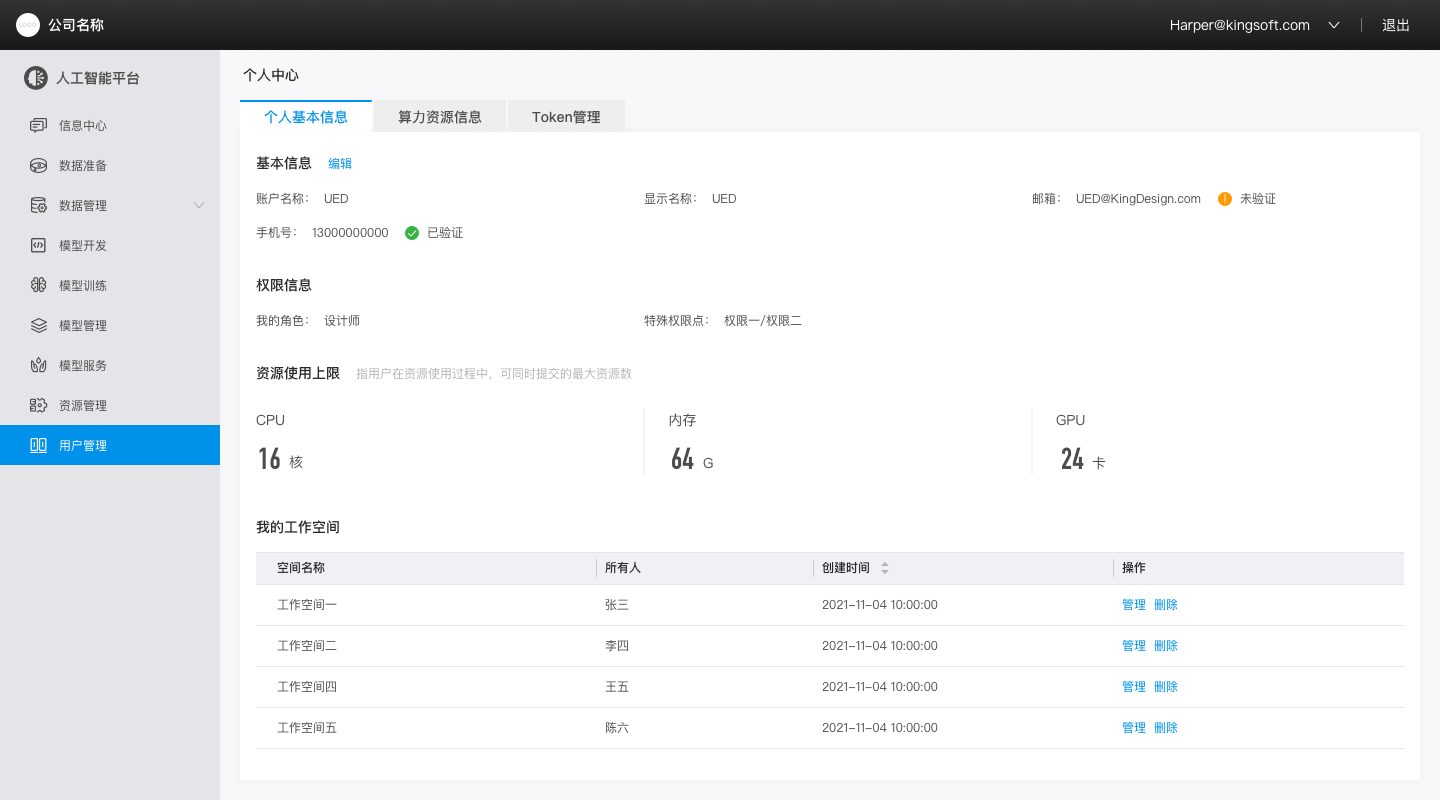 公司名称
Harper@kingsoft.com 退出
人工智能平台
信息中心
数据准备
数据管理
模型开发
模型训练
模型管理
模型服务
资源管理
用户管理
个人中心
个人基本信息 算力资源信息 Token管理
基本信息 编辑
账户名称： UED 显示名称： UED 邮箱： UED@KingDesign.com 未验证
手机号： 13000000000 已验证
权限信息
我的角色： 设计师 特殊权限点： 权限一/权限二
资源使用上限 指用户在资源使用过程中，可同时提交的最大资源数
CPU 内存 GPU
16 核 64 G 24 卡
我的工作空间
空间名称 所有人 创建时间 操作
工作空间一 张三 2021-11-04 10:00:00 管理 删除
工作空间二 李四 2021-11-04 10:00:00 管理 删除
工作空间四 王五 2021-11-04 10:00:00 管理 删除
工作空间五 陈六 2021-11-04 10:00:00 管理 删除